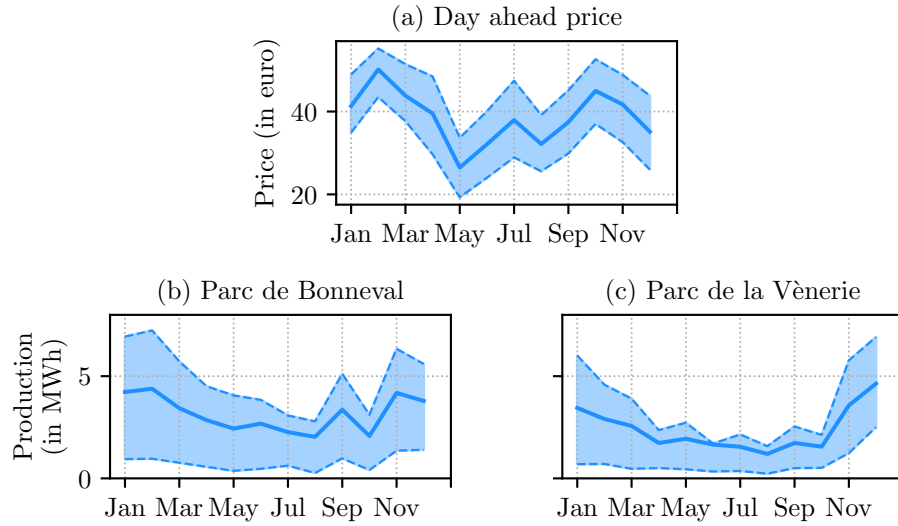 (a) Day ahead price
Price (in euro)
40
20
Jan Mar May Jul Sep Nov
(b) Parc de Bonneval
(c) Parc de la Vènerie
Production
(in MWh)
5
0
Jan Mar May Jul Sep Nov
Jan Mar May Jul Sep Nov